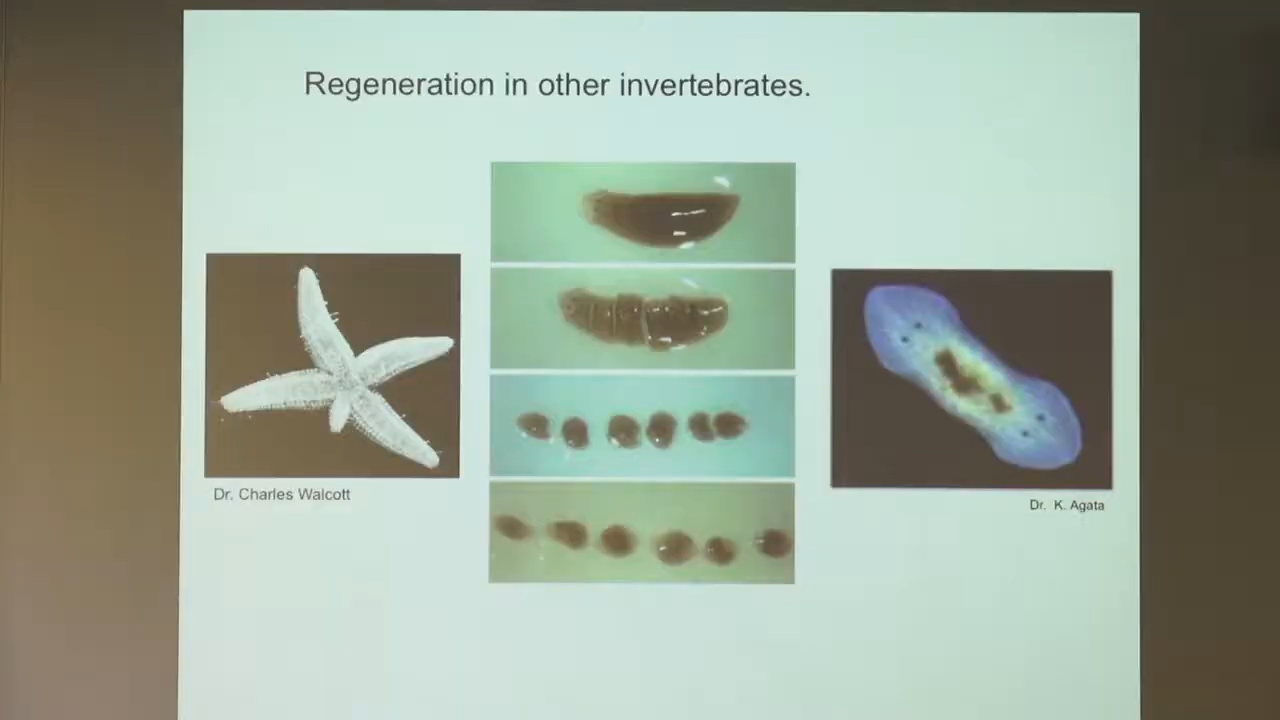 Regeneration in other invertebrates.
Dr. Charles Walcott
Dr. K. Agata